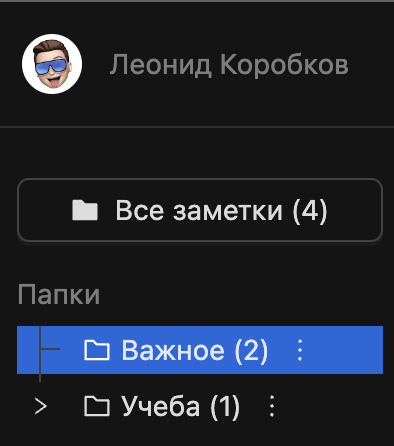 Леонид Коробков
Все заметки (4)
Папки
Важное (2)
Учеба (1)